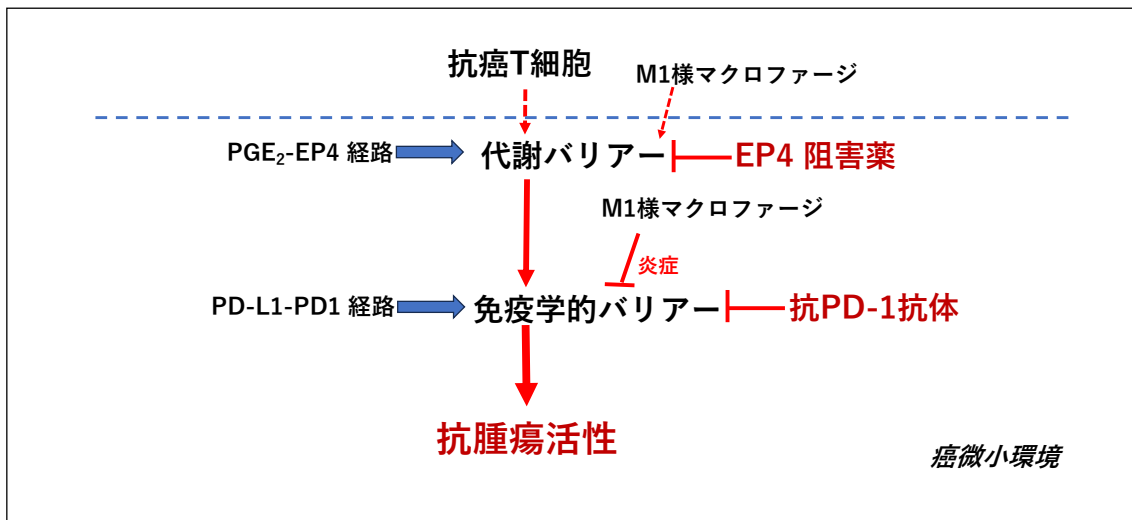 抗癌T細胞
M1様マクロファージ
PGE₂-EP4 経路
代謝バリアー
EP4 阻害薬
M1様マクロファージ
炎症
PD-L1-PD1 経路
免疫学的バリアー
抗PD-1抗体
抗腫瘍活性
癌微小環境